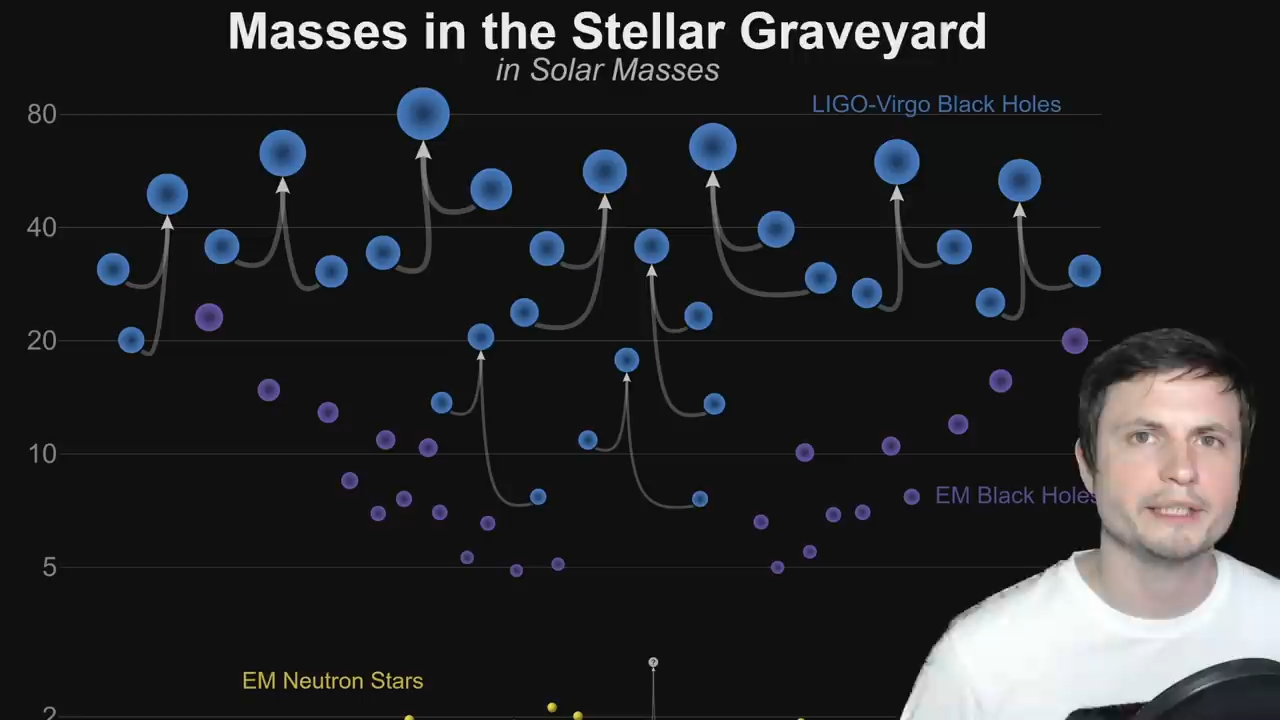 Masses in the Stellar Graveyard
in Solar Masses
LIGO-Virgo Black Holes
80
40
20
10
EM Black Holes
5
?
EM Neutron Stars
2